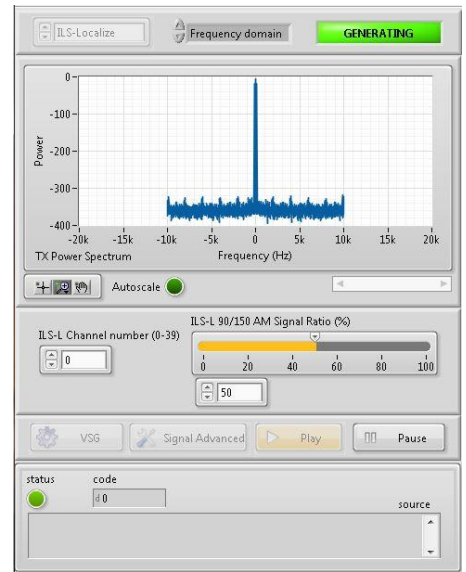 ILS-Localize
Frequency domain
GENERATING
Power
0
-100
-200
-300
-400
-20k -15k -10k -5k 0 5k 10k 15k 20k
TX Power Spectrum
Frequency (Hz)
Autoscale
ILS-L Channel number (0-39)
0
ILS-L 90/150 AM Signal Ratio (%)
0 20 40 60 80 100
50
VSG
Signal Advanced
Play
Pause
status
code
d 0
source